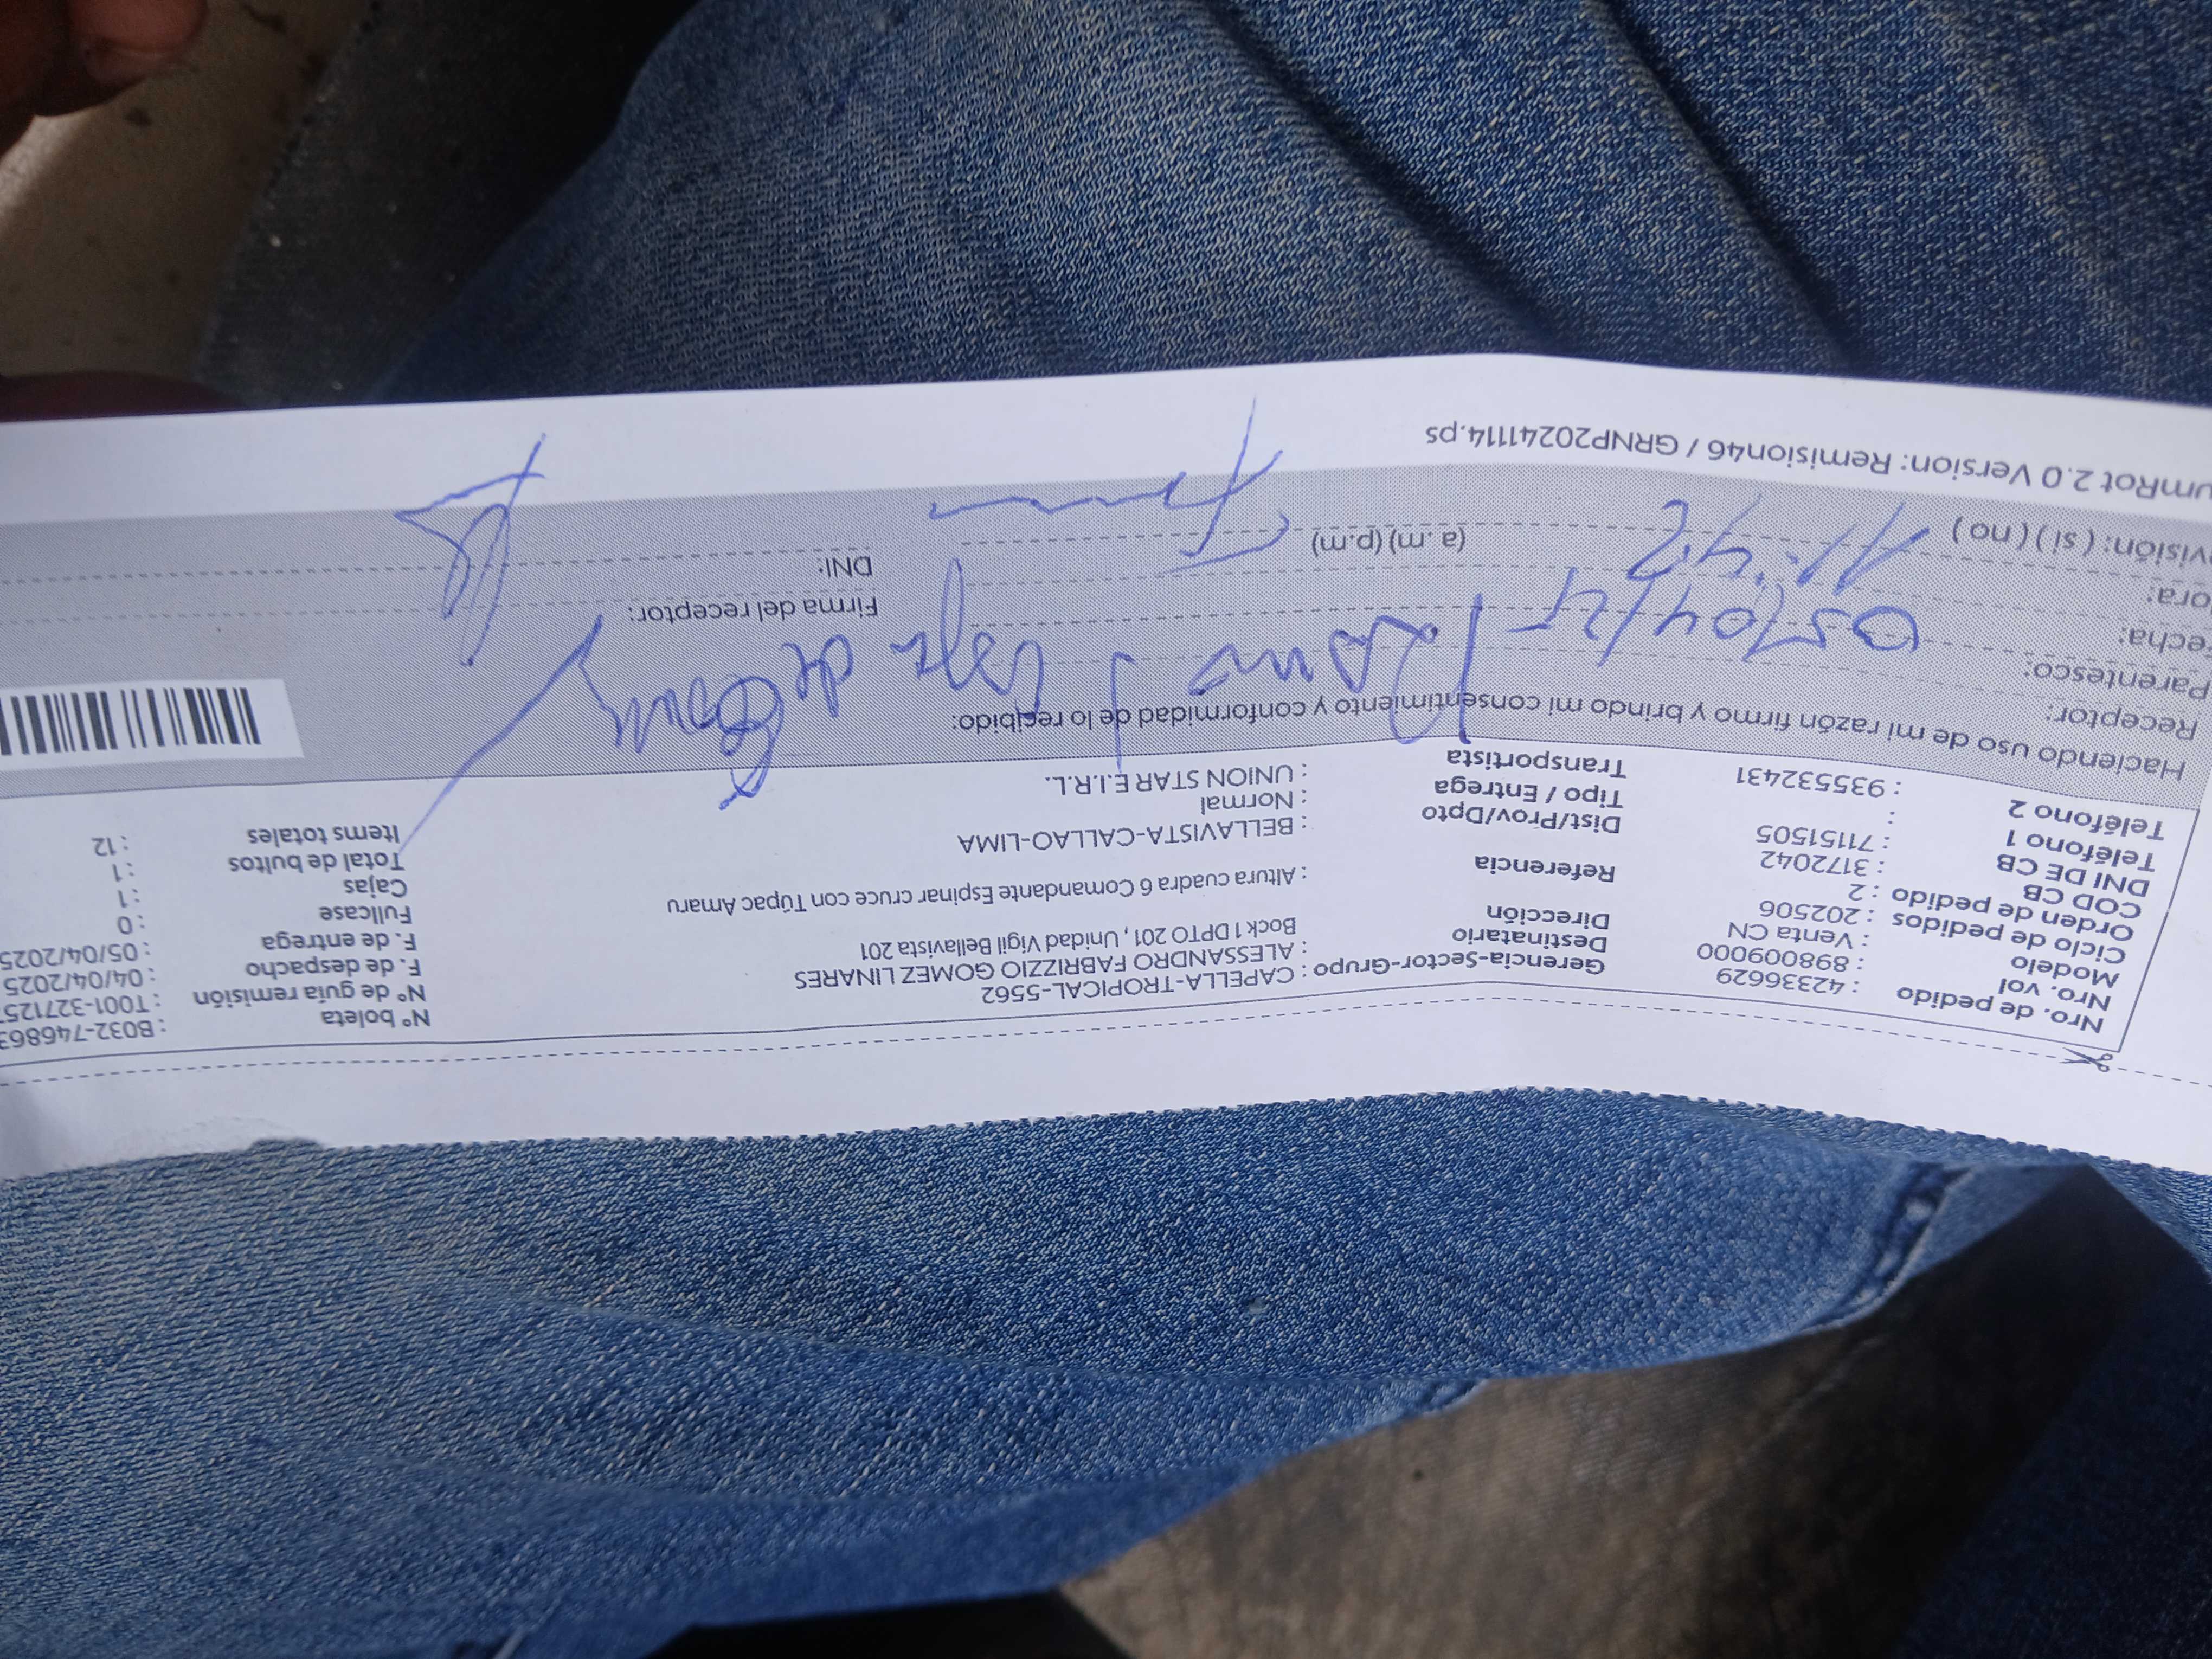 Nro. de pedido : 42336629
Nro. vol : 898009000
Modelo : Venta CN
Ciclo de pedidos : 202506
Orden de pedido : 2
COD CB : 3172042
DNI DE CB : 71151505
Teléfono 1 :
Teléfono 2 : 935532431
Gerencia-Sector-Grupo : CAPELLA-TROPICAL-5562
Destinatario : ALESSANDRO FABRIZZIO GOMEZ LINARES
Dirección Bock 1 DPTO 201 , Unidad Vigil Bellavista 201
Referencia : Altura cuadra 6 Comandante Espinar cruce con Túpac Amaru
Dist/Prov/Dpto : BELLAVISTA-CALLAO-LIMA
Tipo / Entrega : Normal
Transportista : UNION STAR E.I.R.L.
N° boleta : B032-746863
N° de guía remisión : T001-327125
F. de despacho : 04/04/2025
F. de entrega : 05/04/2025
Fullcase : 0
Cajas : 1
Total de bultos : 1
Items totales : 12
Haciendo uso de mi razón firmo y brindo mi consentimiento y conformidad de lo recibido:
Receptor:
Parentesco:
echa: 05/04/25
ora: 11:42 (a. m) (p.m)
visión: ( si ) ( no )
Firma del receptor:
DNI:
umRot 2.0 Version: Remision46 / GRNP20241114.ps